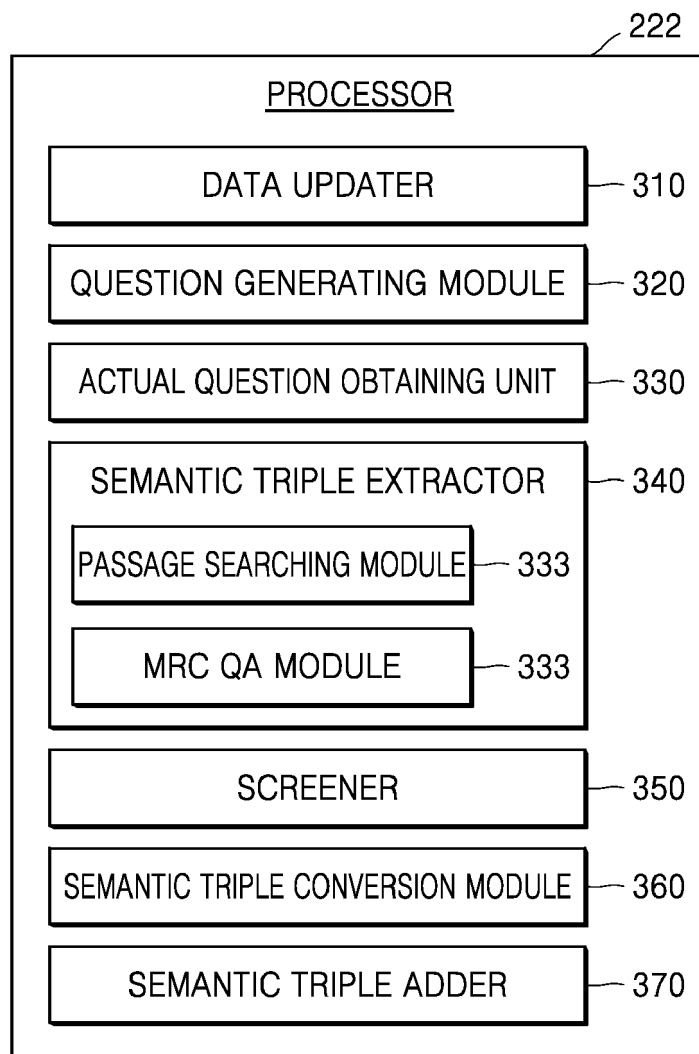 222
PROCESSOR
DATA UPDATER 310
QUESTION GENERATING MODULE 320
ACTUAL QUESTION OBTAINING UNIT 330
SEMANTIC TRIPLE EXTRACTOR 340
PASSAGE SEARCHING MODULE 333
MRC QA MODULE 333
SCREENER 350
SEMANTIC TRIPLE CONVERSION MODULE 360
SEMANTIC TRIPLE ADDER 370